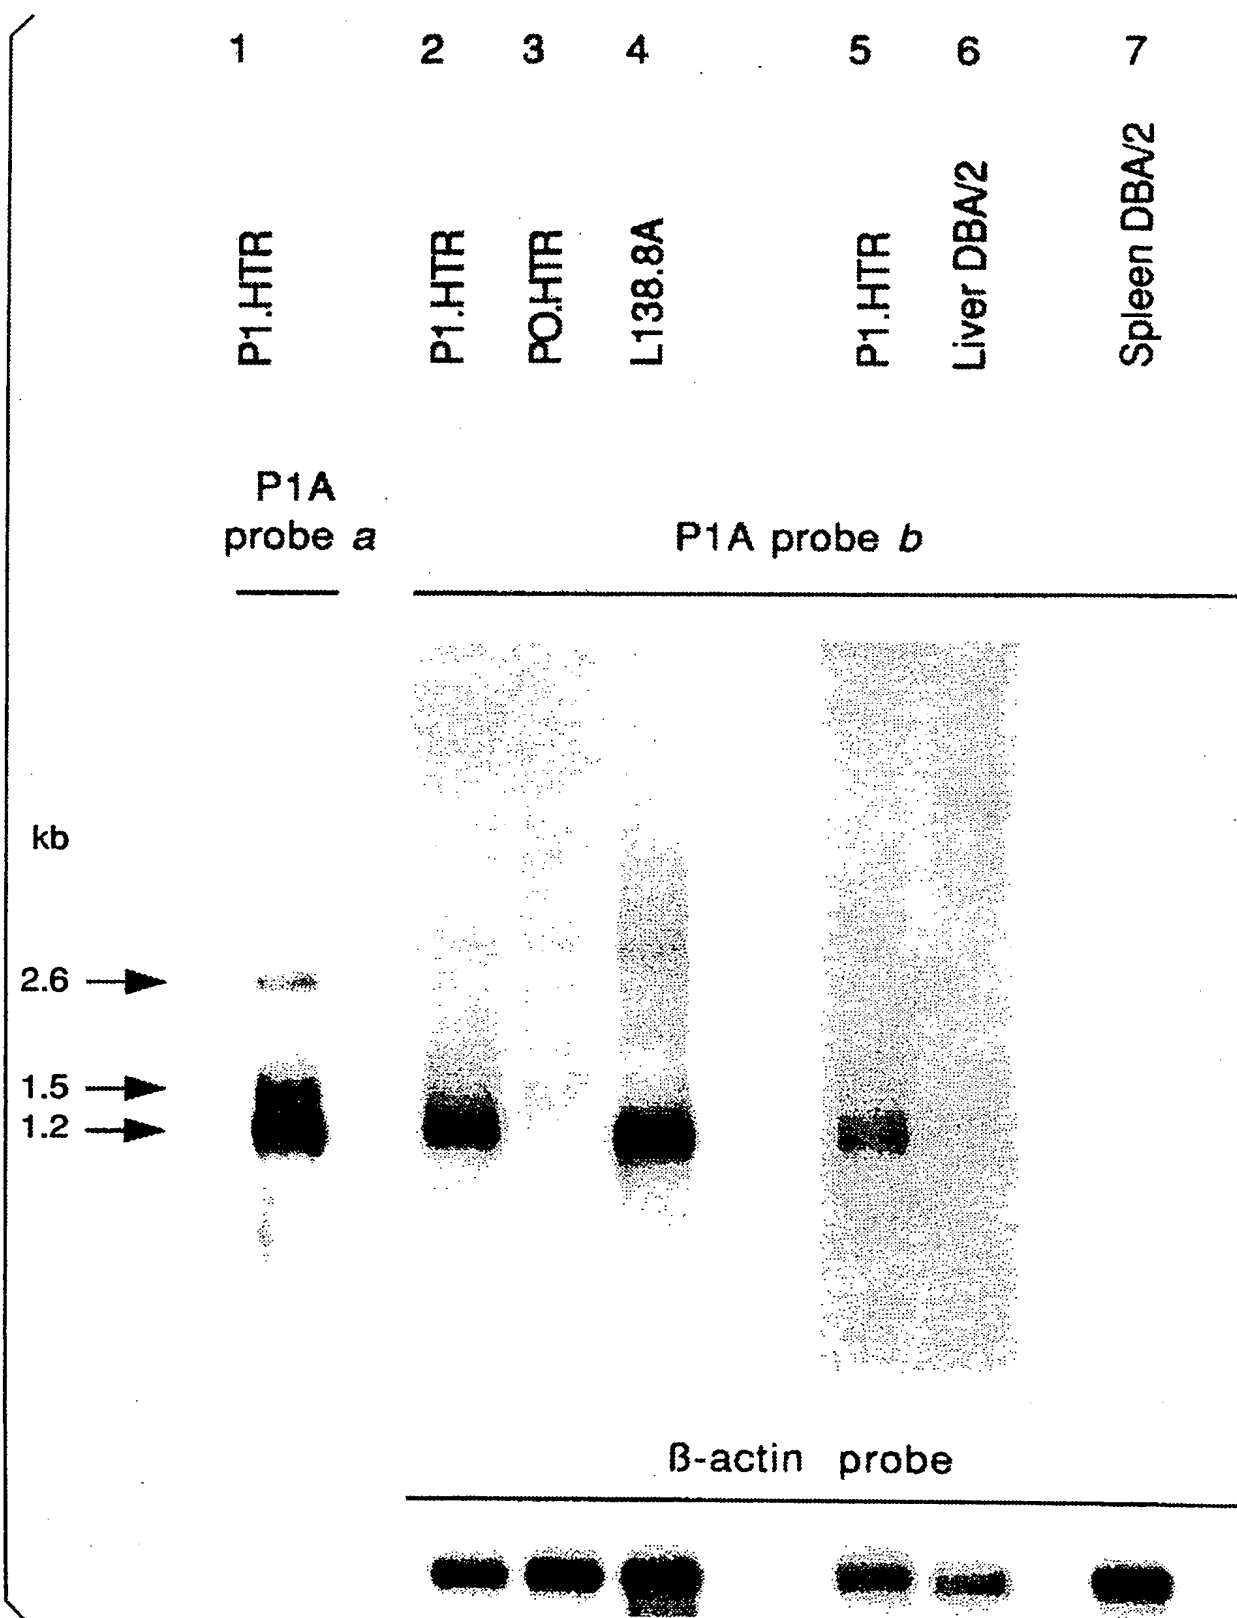 1 2 3 4 5 6 7
P1.HTR P1.HTR PO.HTR L138.8A P1.HTR Liver DBA/2 Spleen DBA/2
P1A
probe a
P1A probe b
kb
2.6
1.5
1.2
ß-actin probe